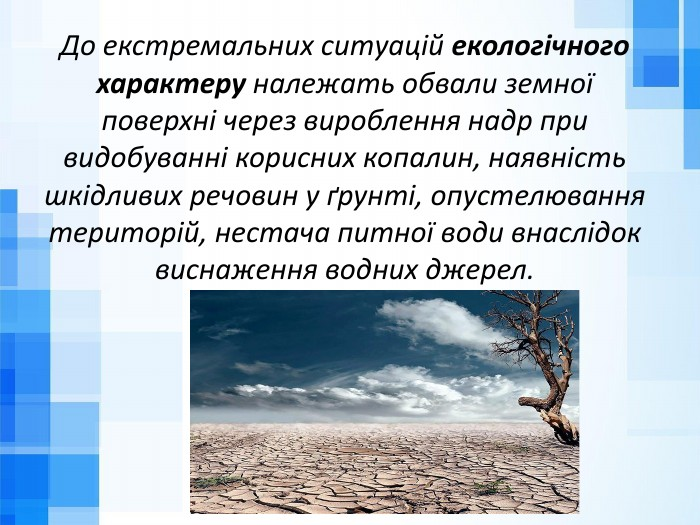 До екстремальних ситуацій екологічного
характеру належать обвали земної
поверхні через вироблення надр при
видобуванні корисних копалин, наявність
шкідливих речовин у ґрунті, опустелювання
територій, нестача питної води внаслідок
виснаження водних джерел.